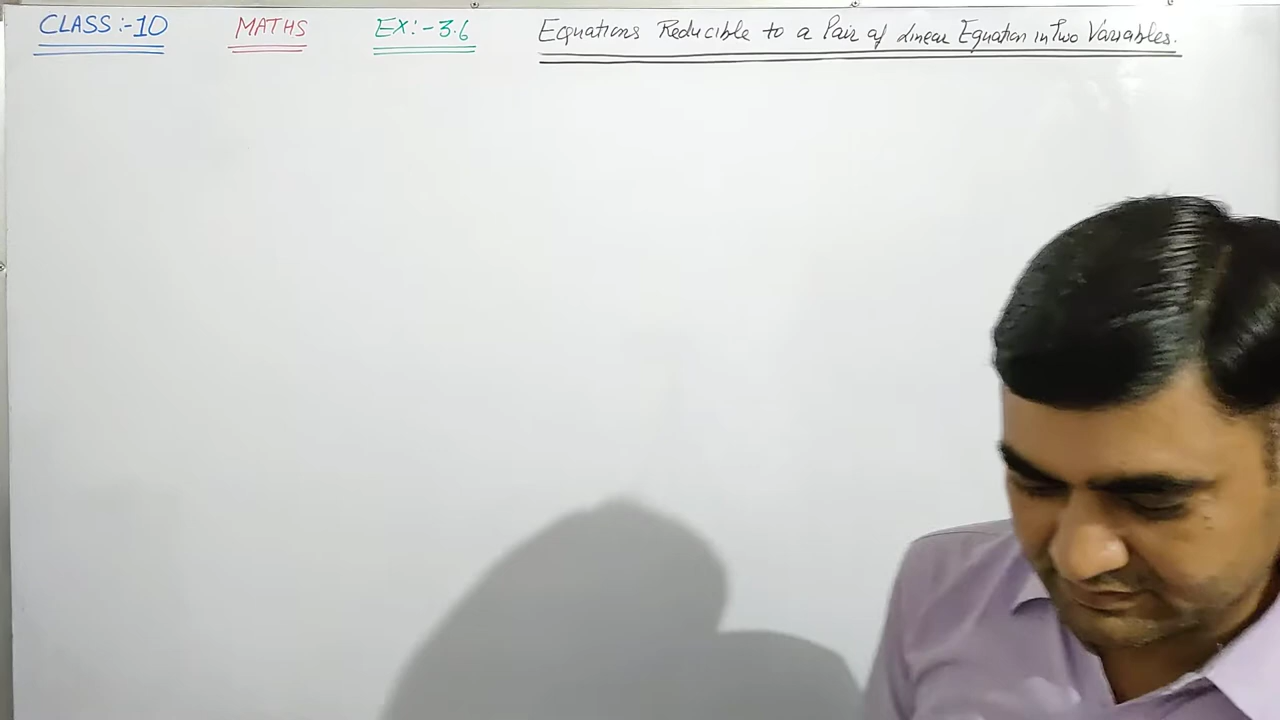 CLASS:-10 MATHS EX:-3.6 Equations Reducible to a Pair of Linear Equation in Two Variables.